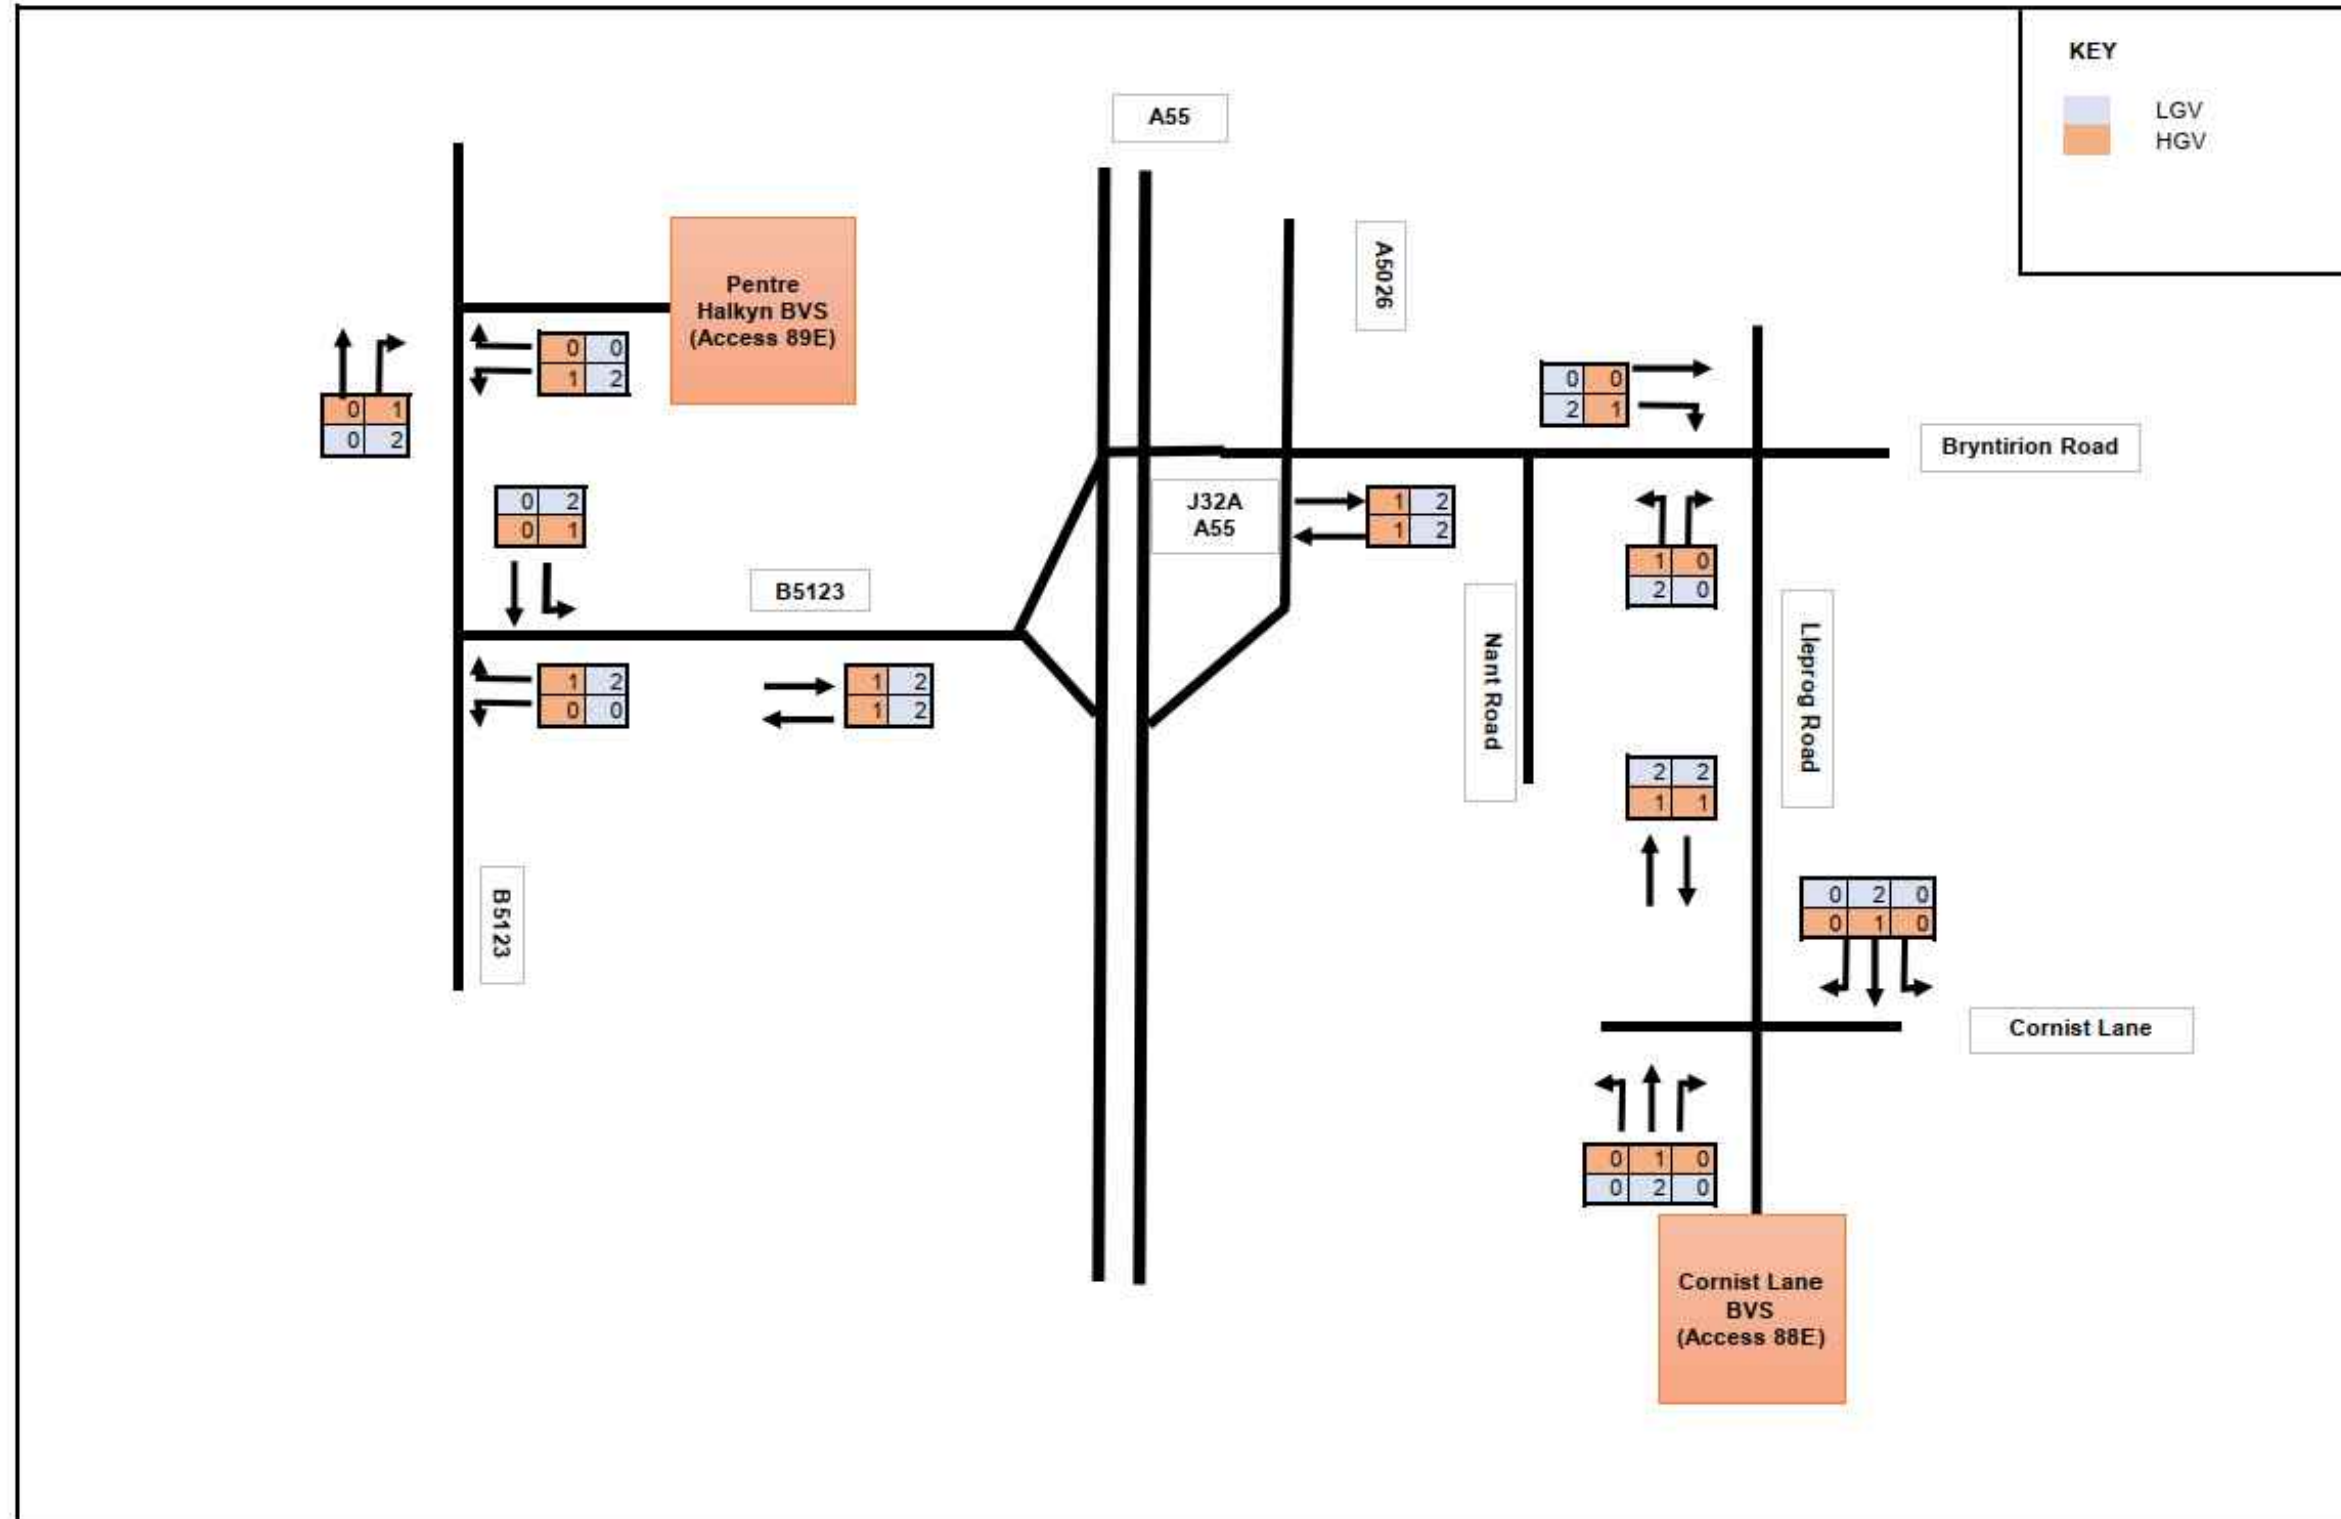 KEY
LGV
HGV
A55
A5026
Pentre
Halkyn BVS
(Access 89E)
0 0
1 2
0 1
0 2
0 0
2 1
Bryntirion Road
0 2
0 1
J32A
A55
1 2
1 2
1 0
2 0
B5123
Nant Road
Lleprog Road
1 2
0 0
1 2
1 2
2 2
1 1
B5123
0 2 0
0 1 0
Cornist Lane
0 1 0
0 2 0
Cornist Lane
BVS
(Access 88E)